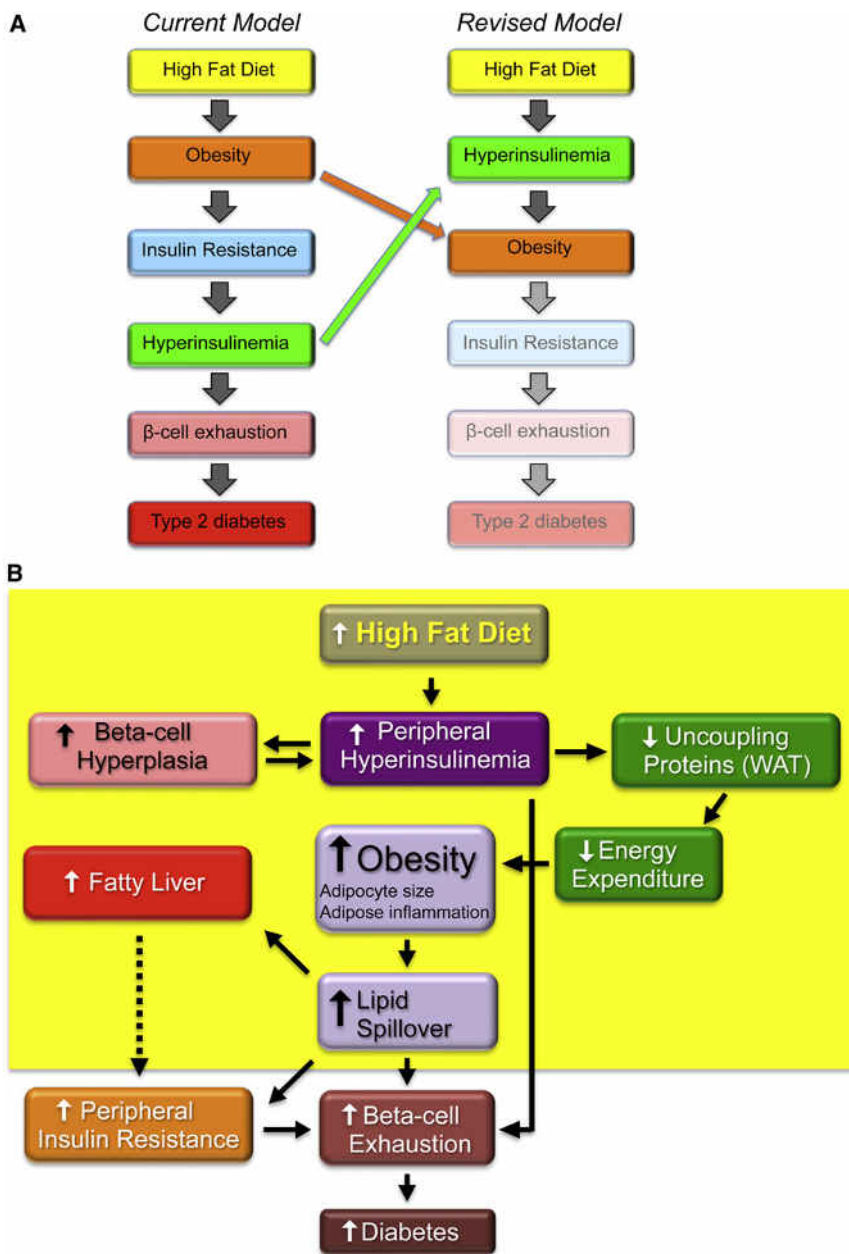 A
Current Model
Revised Model
High Fat Diet
High Fat Diet
Obesity
Hyperinsulinemia
Insulin Resistance
Obesity
Hyperinsulinemia
Insulin Resistance
β-cell exhaustion
β-cell exhaustion
Type 2 diabetes
Type 2 diabetes
B
↑ High Fat Diet
↑ Beta-cell
Hyperplasia
↑ Peripheral
Hyperinsulinemia
↓ Uncoupling
Proteins (WAT)
↑ Fatty Liver
↑ Obesity
Adipocyte size
Adipose inflammation
↓ Energy
Expenditure
↑ Lipid
Spillover
↑ Peripheral
Insulin Resistance
↑ Beta-cell
Exhaustion
↑ Diabetes